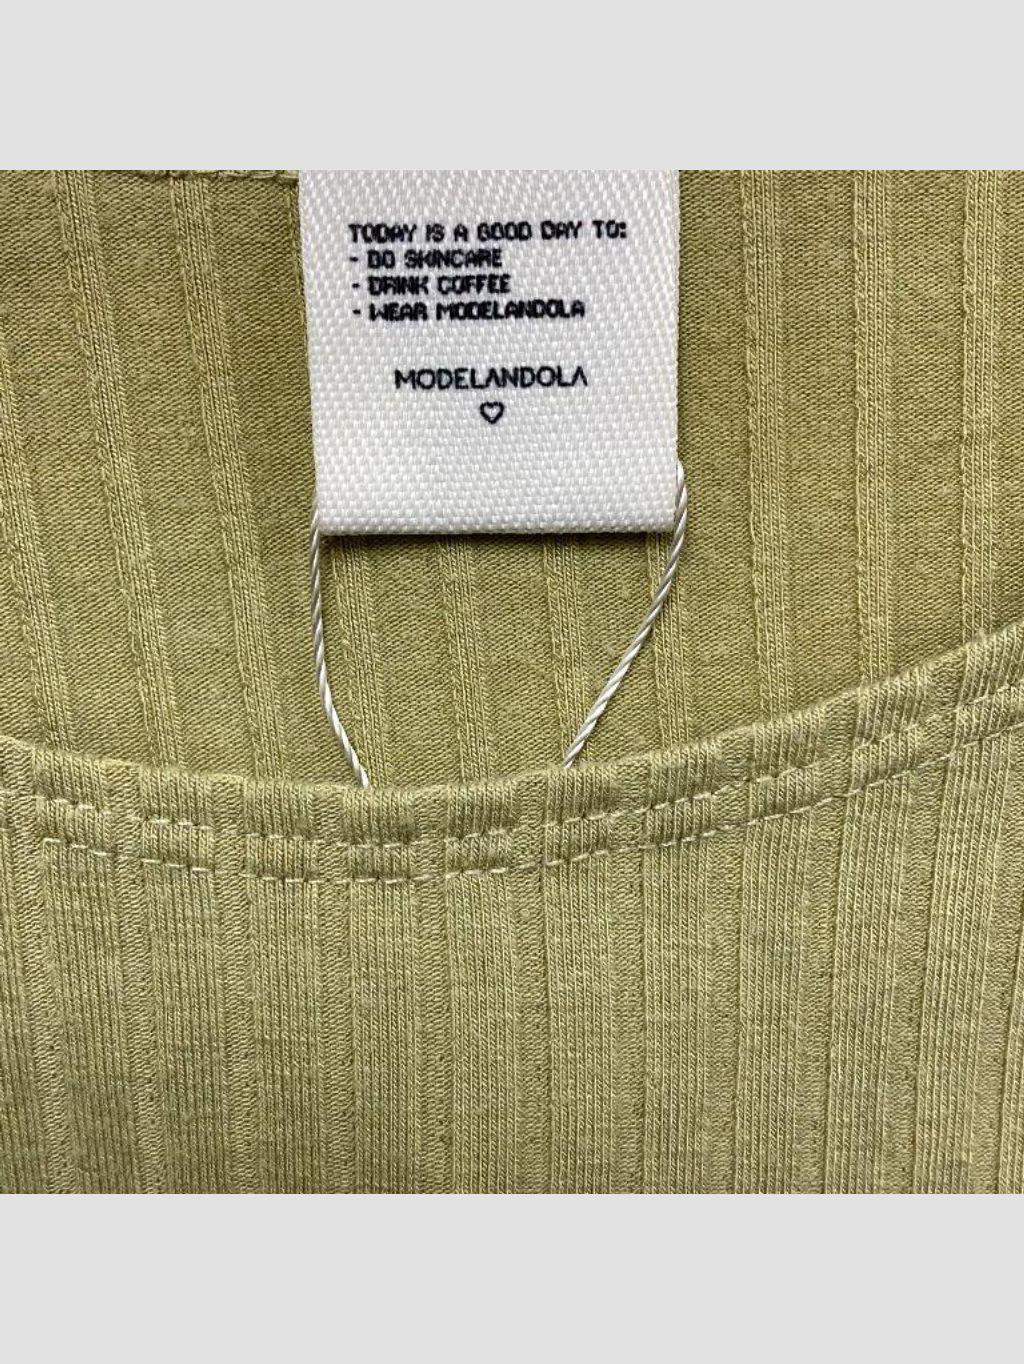 TODAY IS A GOOD DAY TO:
- DO SKINCARE
- DRINK COFFEE
- WEAR MODELANDOLA
MODELANDOLA